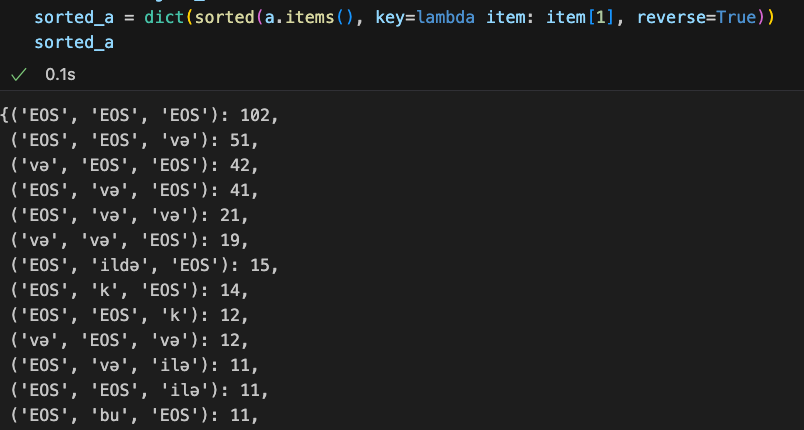 sorted_a = dict(sorted(a.items(), key=lambda item: item[1], reverse=True))
sorted_a
✓ 0.1s
{('EOS', 'EOS', 'EOS'): 102,
('EOS', 'EOS', 'və'): 51,
('və', 'EOS', 'EOS'): 42,
('EOS', 'və', 'EOS'): 41,
('EOS', 'və', 'və'): 21,
('və', 'və', 'EOS'): 19,
('EOS', 'ildə', 'EOS'): 15,
('EOS', 'k', 'EOS'): 14,
('EOS', 'EOS', 'k'): 12,
('və', 'EOS', 'və'): 12,
('EOS', 'və', 'ilə'): 11,
('EOS', 'EOS', 'ilə'): 11,
('EOS', 'bu', 'EOS'): 11,